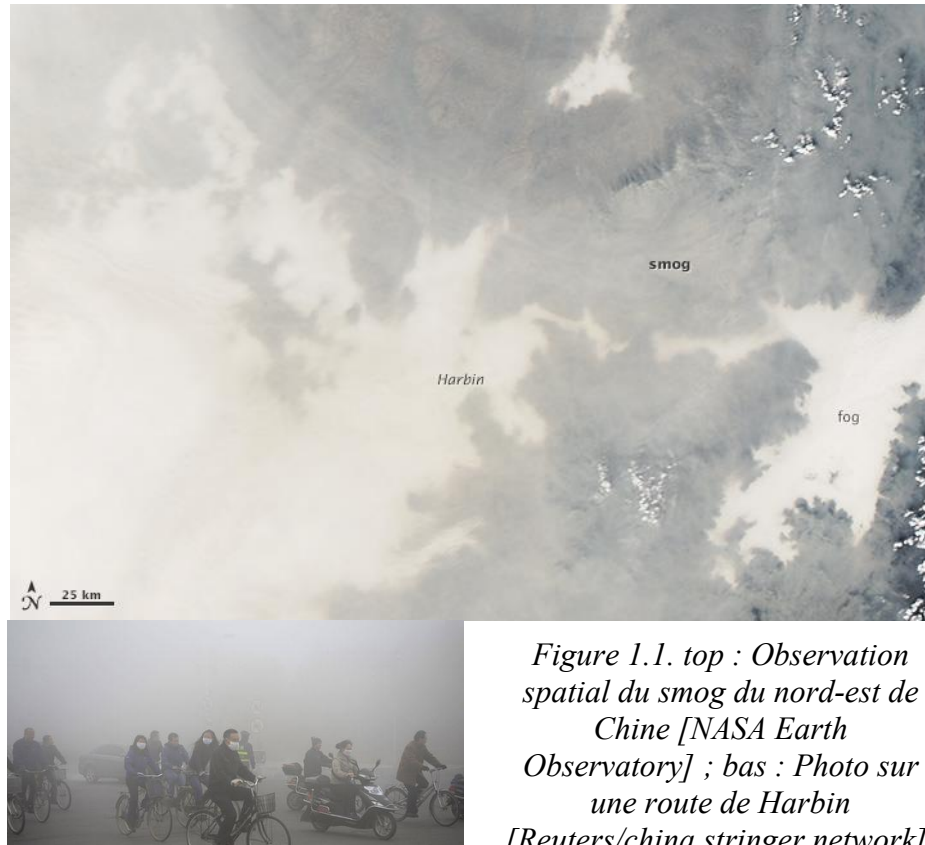 smog
Harbin
fog
N
25 km
Figure 1.1. top : Observation
spatial du smog du nord-est de
Chine [NASA Earth
Observatory] ; bas : Photo sur
une route de Harbin
[Reuters/china stringer network]